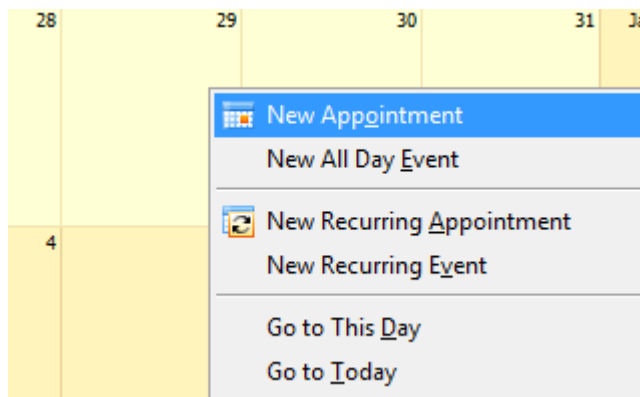 28 29 30 31
New Appointment
New All Day Event
New Recurring Appointment
4
New Recurring Event
Go to This Day
Go to Today